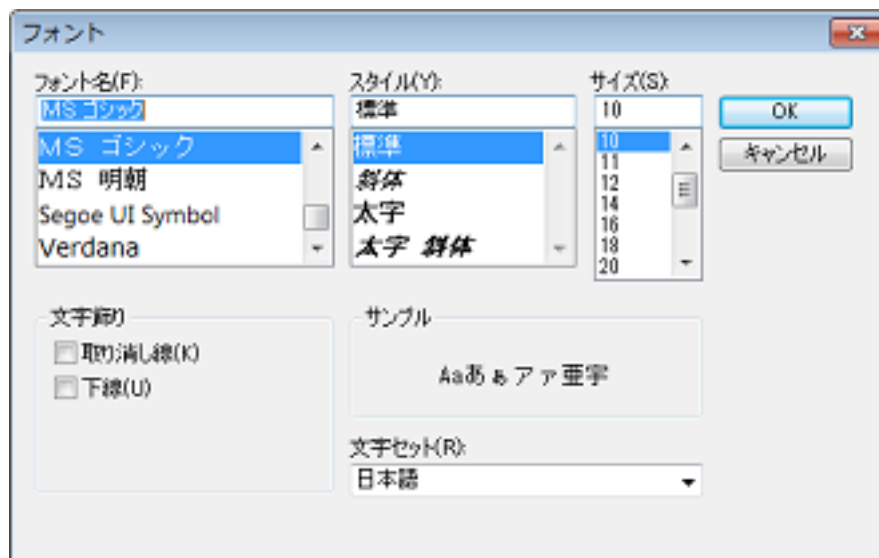 フォント
フォント名(F):
MS ゴシック
MS ゴシック
MS 明朝
Segoe UI Symbol
Verdana
スタイル(Y):
標準
標準
斜体
太字
太字 斜体
サイズ(S):
10
10
11
12
14
16
18
20
OK
キャンセル
文字飾り
取り消し線(K)
下線(U)
サンプル
Aaあぁアァ亜宇
文字セット(R):
日本語